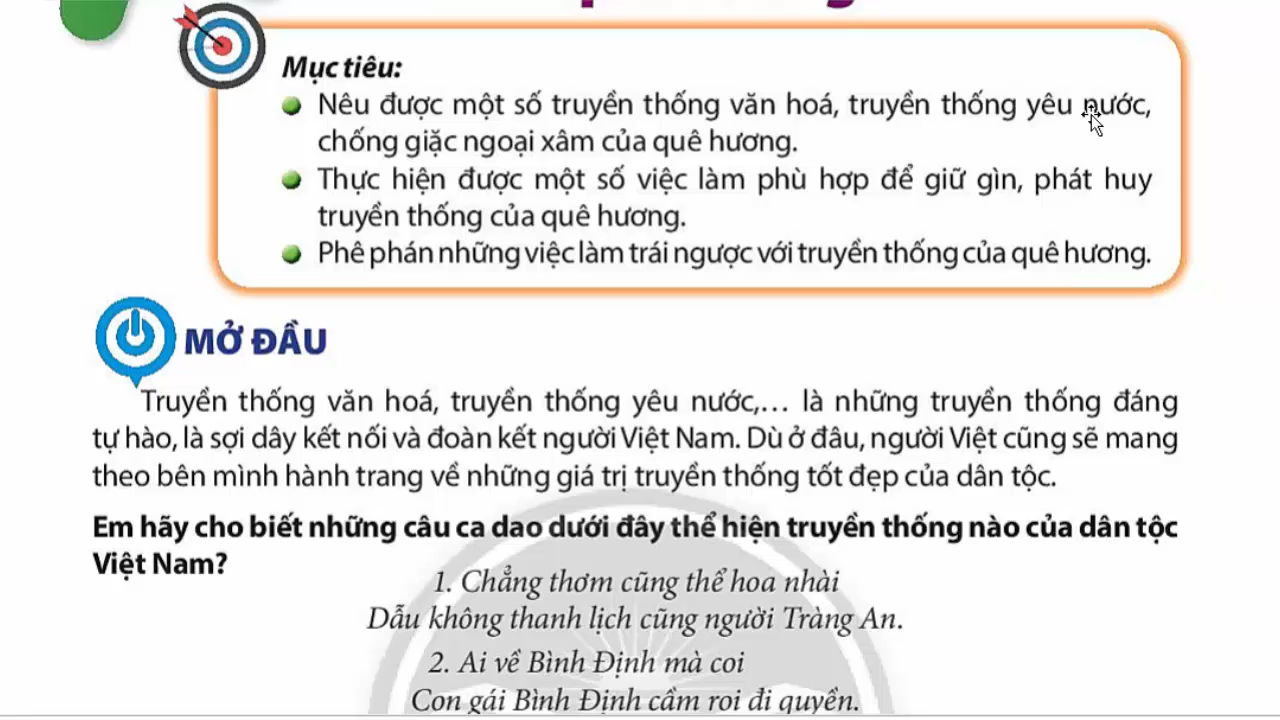 Mục tiêu:
Nêu được một số truyền thống văn hoá, truyền thống yêu nước,
chống giặc ngoại xâm của quê hương.
Thực hiện được một số việc làm phù hợp để giữ gìn, phát huy
truyền thống của quê hương.
Phê phán những việc làm trái ngược với truyền thống của quê hương.
MỞ ĐẦU
Truyền thống văn hoá, truyền thống yêu nước,... là những truyền thống đáng
tự hào, là sợi dây kết nối và đoàn kết người Việt Nam. Dù ở đâu, người Việt cũng sẽ mang
theo bên mình hành trang về những giá trị truyền thống tốt đẹp của dân tộc.
Em hãy cho biết những câu ca dao dưới đây thể hiện truyền thống nào của dân tộc
Việt Nam?
1. Chẳng thơm cũng thể hoa nhài
Dẫu không thanh lịch cũng người Tràng An.
2. Ai về Bình Định mà coi
Con gái Bình Định cầm roi đi quyền.